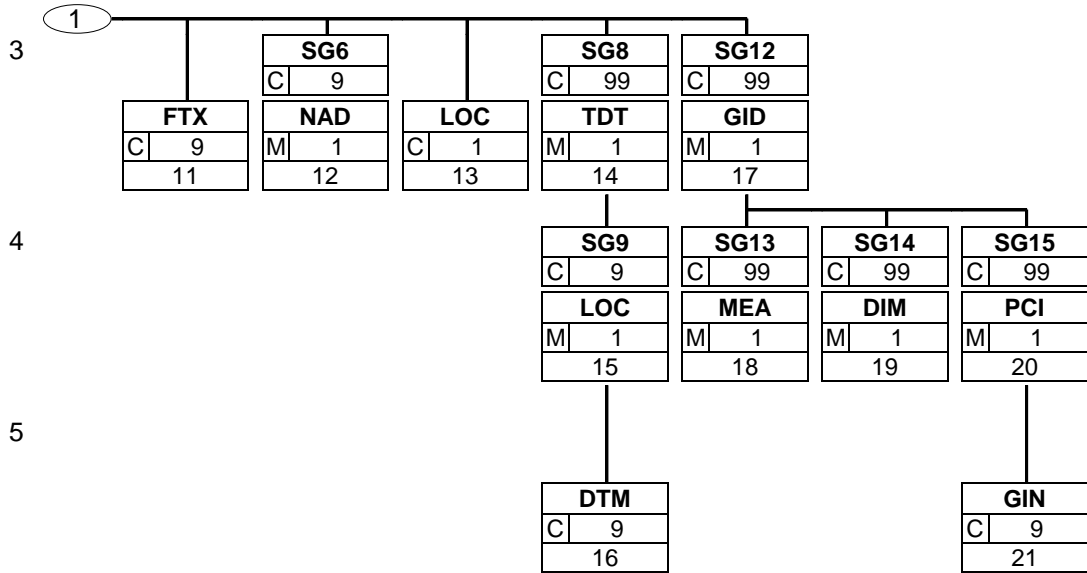 1
3
SG6
SG8
SG12
C 9
C 99
C 99
FTX
NAD
LOC
TDT
GID
C 9
M 1
C 1
M 1
M 1
11
12
13
14
17
4
SG9
SG13
SG14
SG15
C 9
C 99
C 99
C 99
LOC
MEA
DIM
PCI
M 1
M 1
M 1
M 1
15
18
19
20
5
DTM
GIN
C 9
C 9
16
21